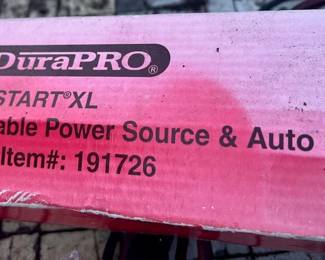 DuraPRO®
START®XL
able Power Source & Auto
Item#: 191726